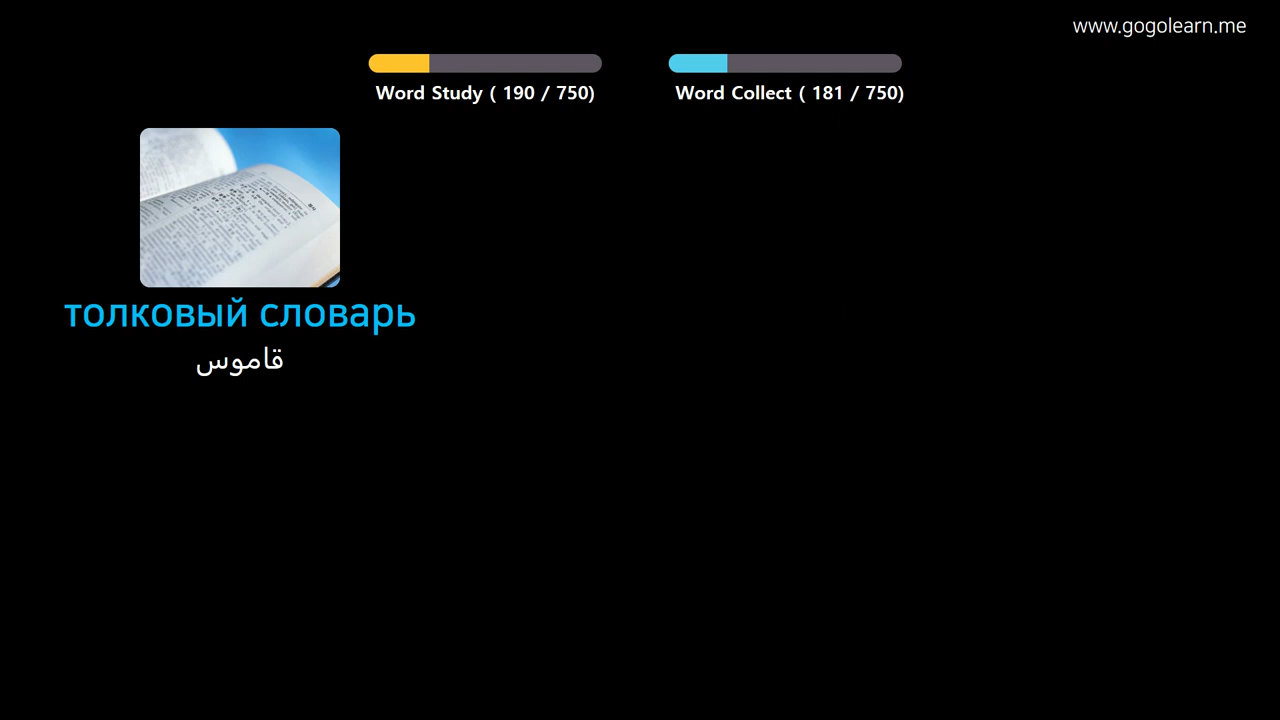 www.gogolearn.me
Word Study ( 190 / 750)
Word Collect ( 181 / 750)
толковый словарь
قاموس